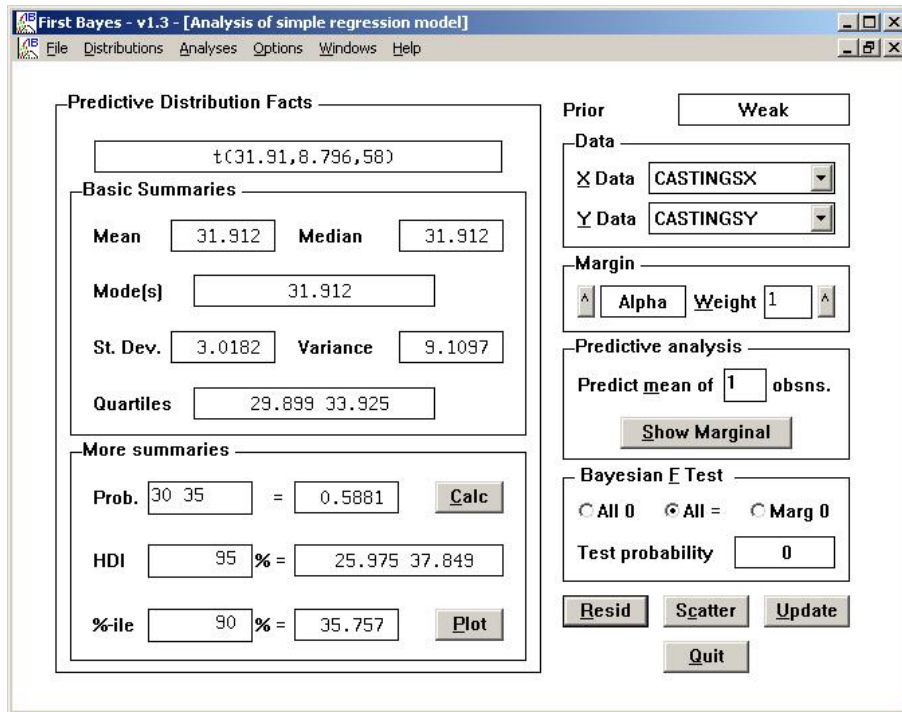 First Bayes - v1.3 - [Analysis of simple regression model]
File Distributions Analyses Options Windows Help
Predictive Distribution Facts
t(31.91,8.796,58)
Basic Summaries
Mean 31.912 Median 31.912
Mode(s) 31.912
St. Dev. 3.0182 Variance 9.1097
Quartiles 29.899 33.925
More summaries
Prob. 30 35 = 0.5881 Calc
HDI 95 % = 25.975 37.849
%-ile 90 % = 35.757 Plot
Prior Weak
Data
X Data CASTINGSX
Y Data CASTINGSY
Margin
^ Alpha Weight 1 ^
Predictive analysis
Predict mean of 1 obsns.
Show Marginal
Bayesian F Test
All 0 All = Marg 0
Test probability 0
Resid Scatter Update
Quit